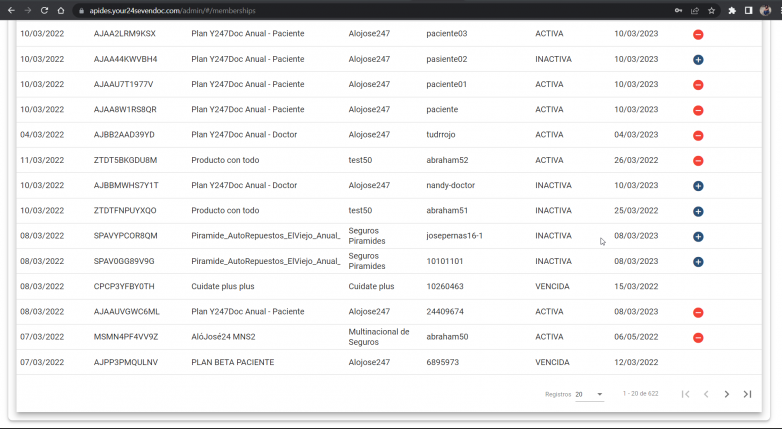 apides.your24sevendoc.com/admin/#/memberships
10/03/2022 AJAA2LRM9KSX Plan Y247Doc Anual - Paciente Alojose247 paciente03 ACTIVA 10/03/2023
10/03/2022 AJAA44KWVBH4 Plan Y247Doc Anual - Paciente Alojose247 pasiente02 INACTIVA 10/03/2023
10/03/2022 AJAAU7T1977V Plan Y247Doc Anual - Paciente Alojose247 paciente01 ACTIVA 10/03/2023
10/03/2022 AJAA8W1RS8QR Plan Y247Doc Anual - Paciente Alojose247 paciente ACTIVA 10/03/2023
04/03/2022 AJBB2AAD39YD Plan Y247Doc Anual - Doctor Alojose247 tudrrojo ACTIVA 04/03/2023
11/03/2022 ZTDT5BKGDU8M Producto con todo test50 abraham52 ACTIVA 26/03/2022
10/03/2022 AJBBMWHS7Y1T Plan Y247Doc Anual - Doctor Alojose247 nandy-doctor INACTIVA 10/03/2023
10/03/2022 ZTDTFNPUYXQO Producto con todo test50 abraham51 INACTIVA 25/03/2022
08/03/2022 SPAVYPCOR8QM Piramide_AutoRepuestos_ElViejo_Anual_ Seguros Piramides josepernas16-1 INACTIVA 08/03/2023
08/03/2022 SPAV0GG89V9G Piramide_AutoRepuestos_ElViejo_Anual_ Seguros Piramides 10101101 INACTIVA 08/03/2023
08/03/2022 CPCP3YFBY0TH Cuidate plus plus Cuidate plus 10260463 VENCIDA 15/03/2022
08/03/2022 AJAAUVGWC6ML Plan Y247Doc Anual - Paciente Alojose247 24409674 ACTIVA 08/03/2023
07/03/2022 MSMN4PF4VV9Z AlóJosé24 MNS2 Multinacional de Seguros abraham50 ACTIVA 06/05/2022
07/03/2022 AJPP3PMQULNV PLAN BETA PACIENTE Alojose247 6895973 VENCIDA 12/03/2022
Registros 20 1 - 20 de 622